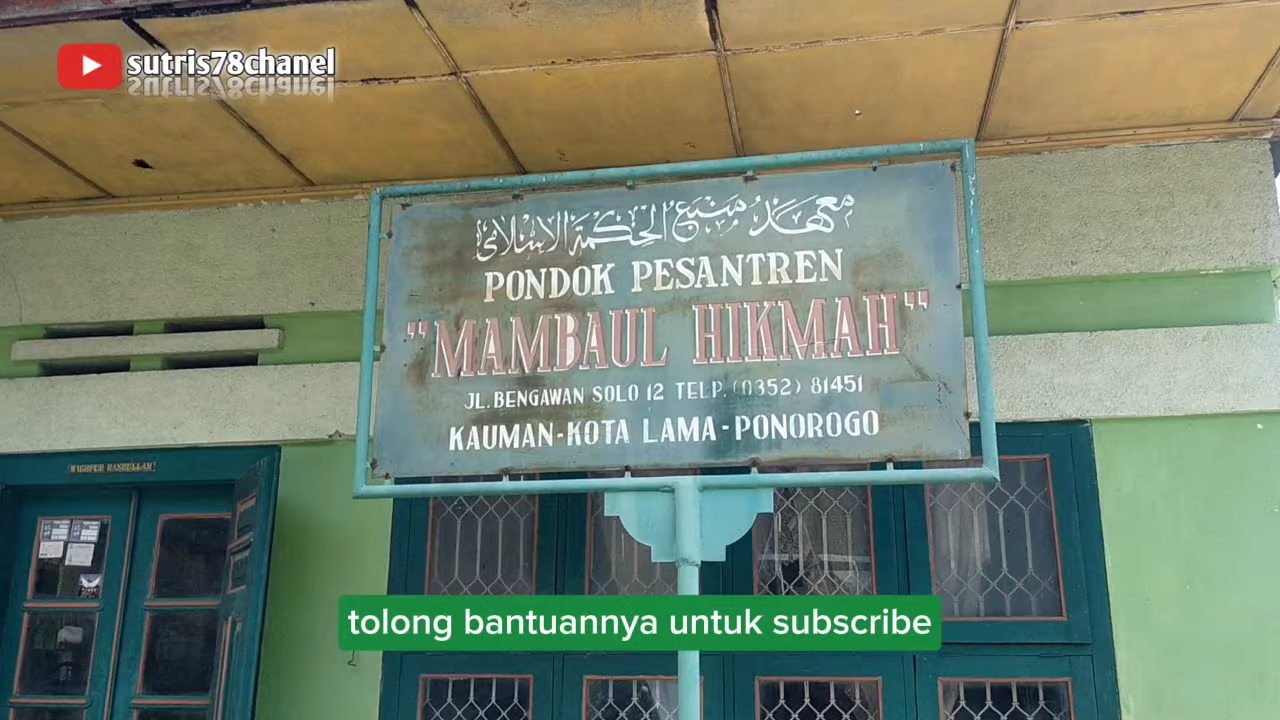 sutris78chanel
معهد منبع الحكمة الاسلامي
PONDOK PESANTREN
"MAMBAUL HIKMAH"
JL. BENGAWAN SOLO 12 TELP. (0352) 81451
KAUMAN-KOTA LAMA-PONOROGO
tolong bantuannya untuk subscribe